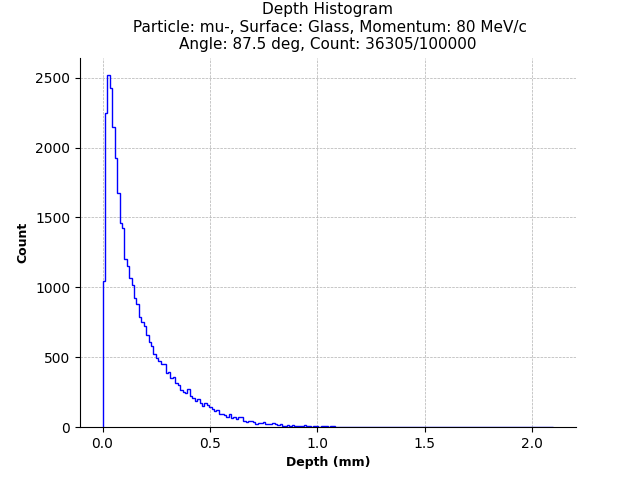 Depth Histogram
Particle: mu-, Surface: Glass, Momentum: 80 MeV/c
Angle: 87.5 deg, Count: 36305/100000
2500
2000
1500
1000
500
0
Count
0.0 0.5 1.0 1.5 2.0
Depth (mm)